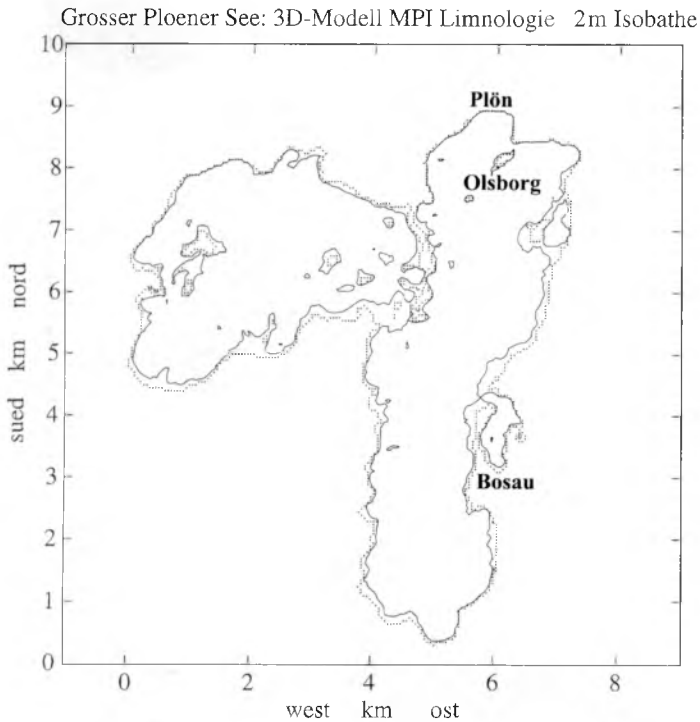 Grosser Ploener See: 3D-Modell MPI Limnologie 2m Isobathe
10
9
8
7
6
5
4
3
2
1
0
sued km nord
Plön
Olsborg
Bosau
0 2 4 6 8
west km ost